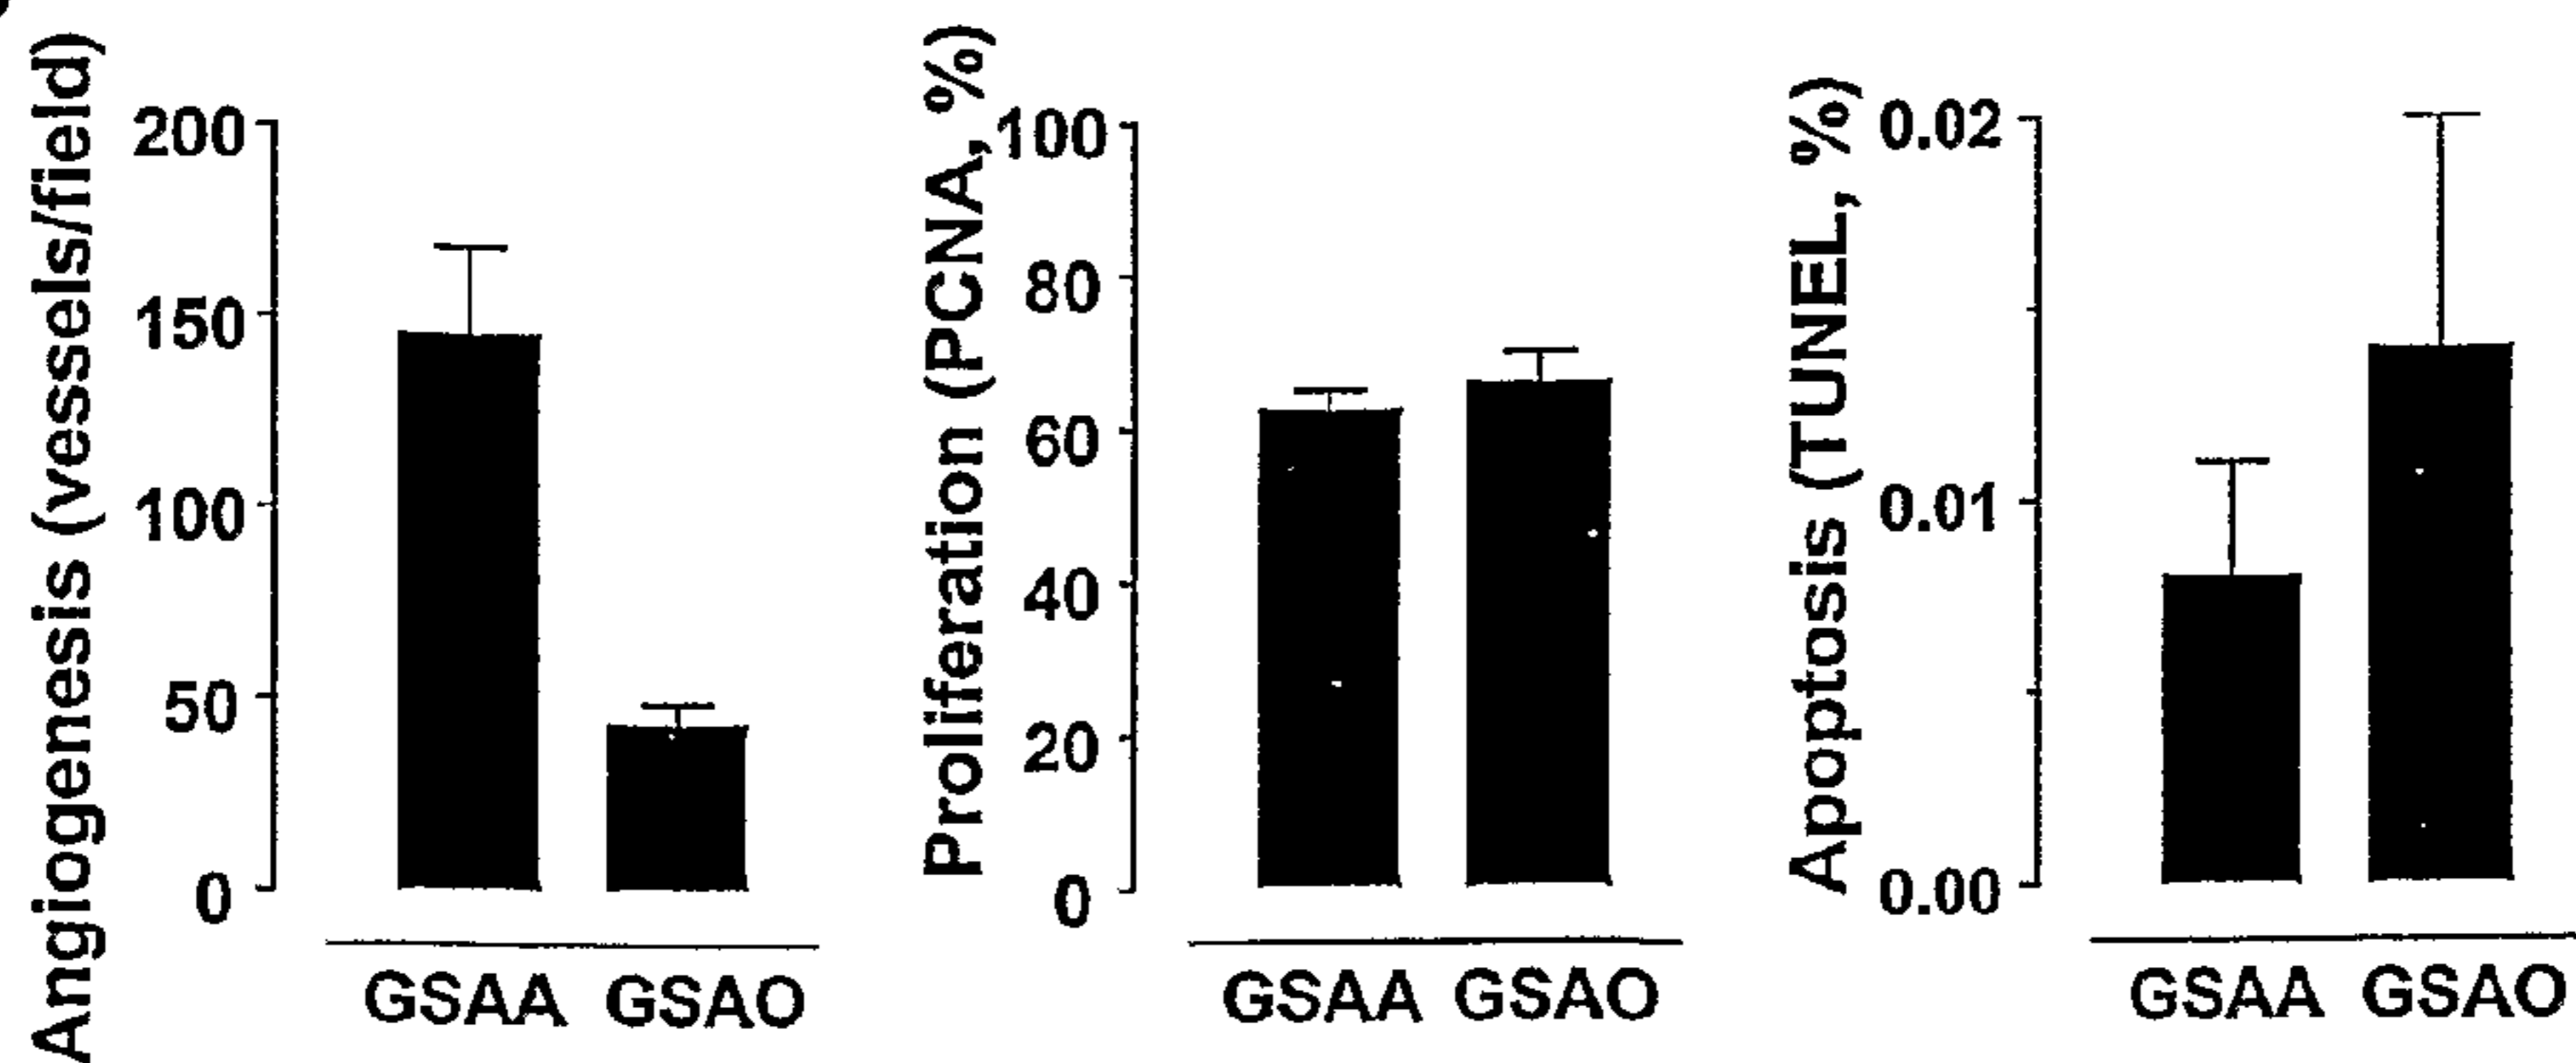 Angiogenesis (vessels/field)
200
150
100
50
0
GSAA GSAO
Proliferation (PCNA, %)
100
80
60
40
20
0
GSAA GSAO
Apoptosis (TUNEL, %)
0.02
0.01
0.00
GSAA GSAO